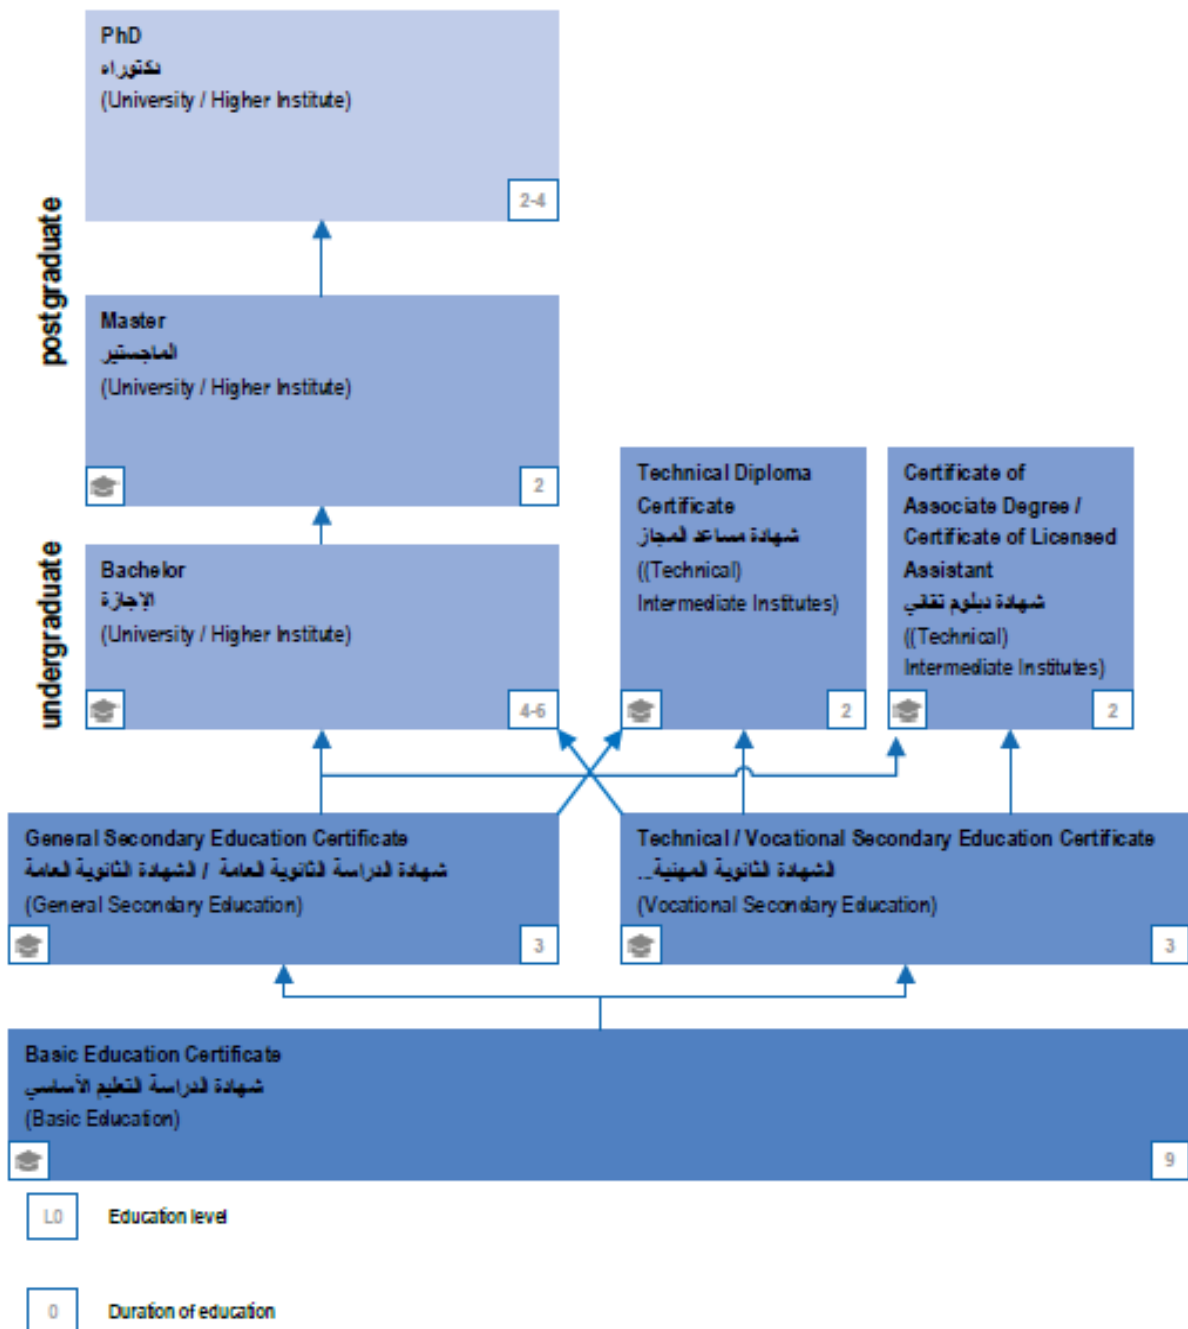 PhD
دكتوراه
(University / Higher Institute)
2-4
postgraduate
Master
الماجستير
(University / Higher Institute)
2
undergraduate
Bachelor
الإجازة
(University / Higher Institute)
4-6
Technical Diploma
Certificate
شهادة مساعد المجاز
((Technical)
Intermediate Institutes)
2
Certificate of
Associate Degree /
Certificate of Licensed
Assistant
شهادة دبلوم تقاني
((Technical)
Intermediate Institutes)
2
General Secondary Education Certificate
شهادة الدراسة الثانوية العامة / الشهادة الثانوية العامة
(General Secondary Education)
3
Technical / Vocational Secondary Education Certificate
الشهادة الثانوية المهنية...
(Vocational Secondary Education)
3
Basic Education Certificate
شهادة الدراسة التعليم الأساسي
(Basic Education)
9
L0
Education level
0
Duration of education